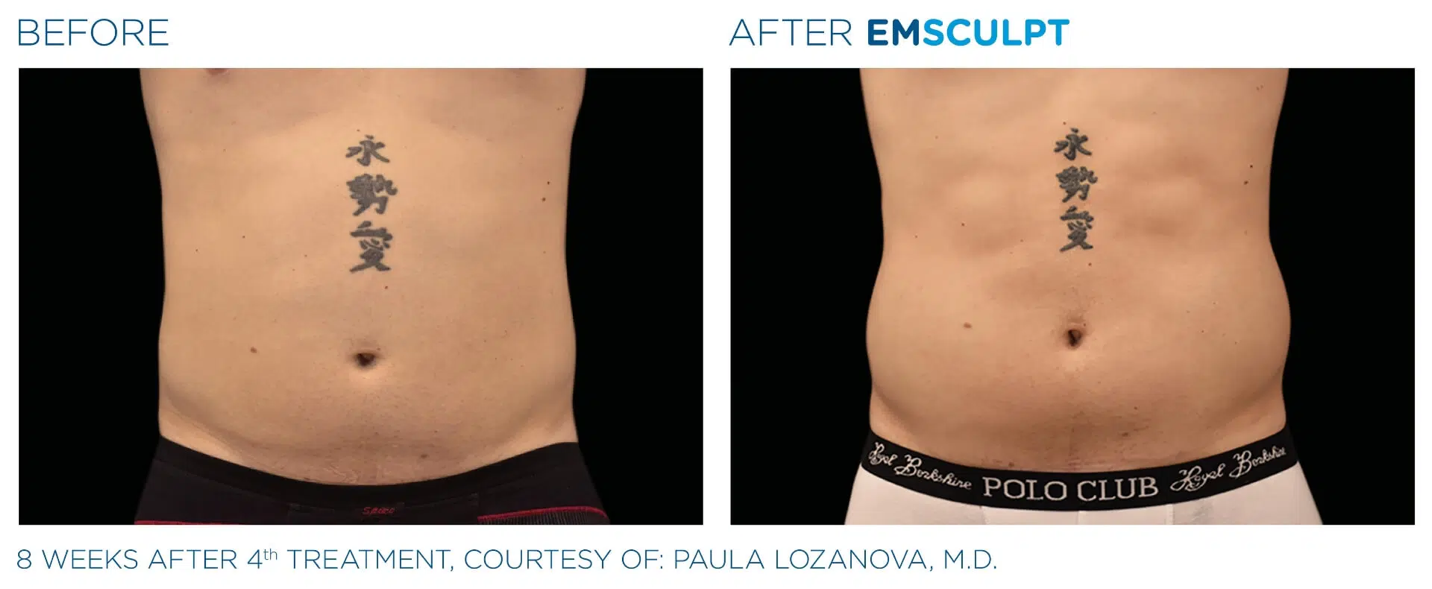 BEFORE
永
勢
愛
AFTER EMSCULPT
永
勢
愛
Royal Berkshire POLO CLUB Royal Berkshire
8 WEEKS AFTER 4th TREATMENT, COURTESY OF: PAULA LOZANOVA, M.D.